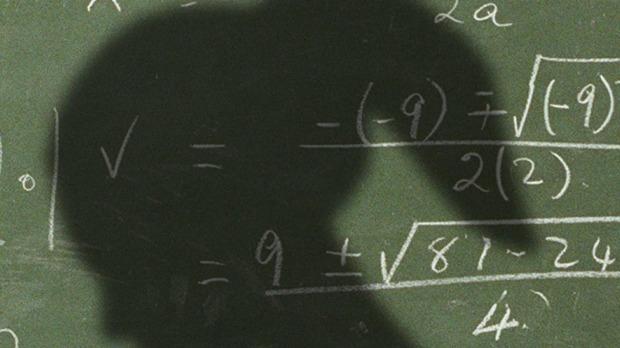 2a
V = -(-9) ∓ √(-9)
2(2)
= 9 ± √81-24
4